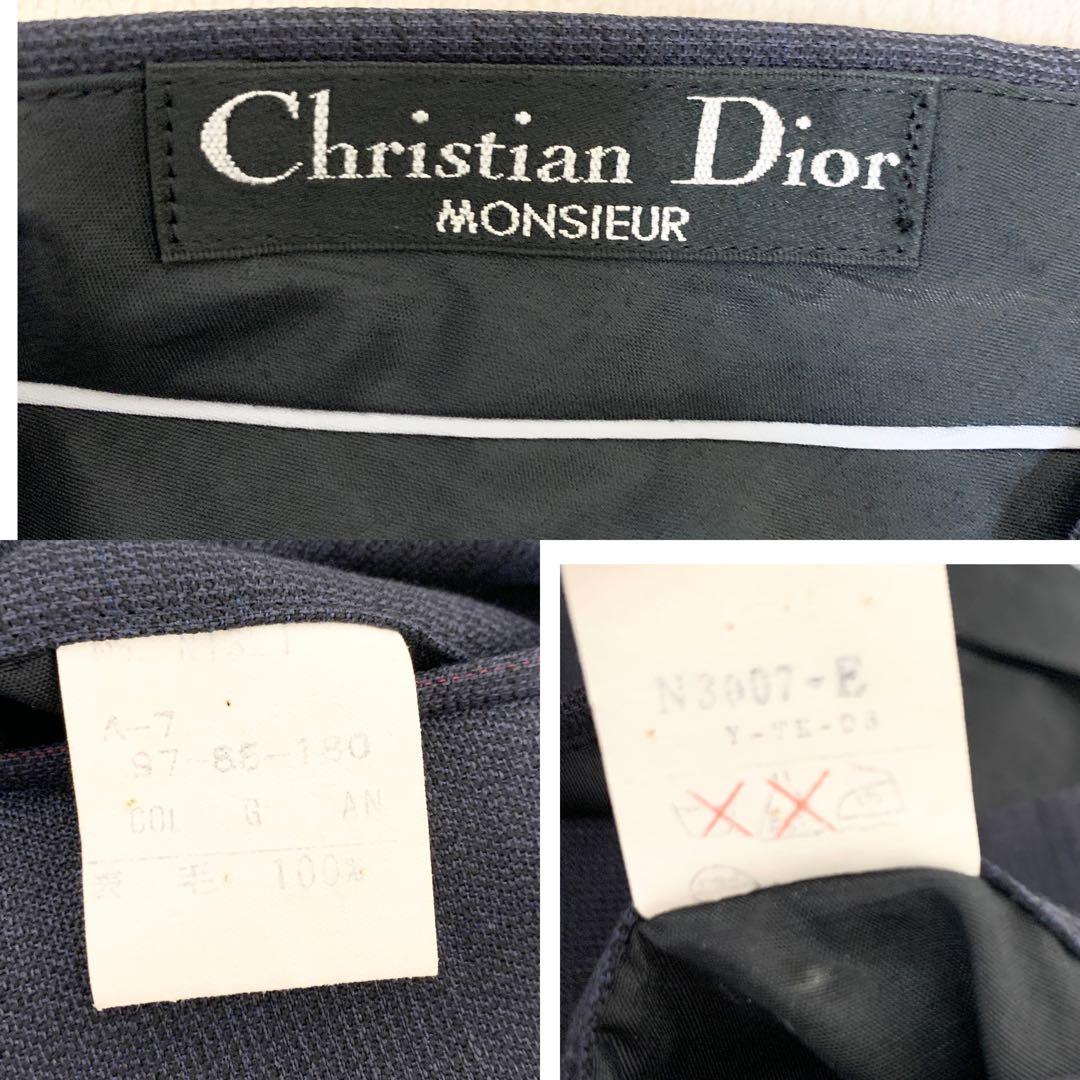 Christian Dior
MONSIEUR
A-7
97-85-180
COL G AN
表 毛 100%
N3007-E
Y-TK-03